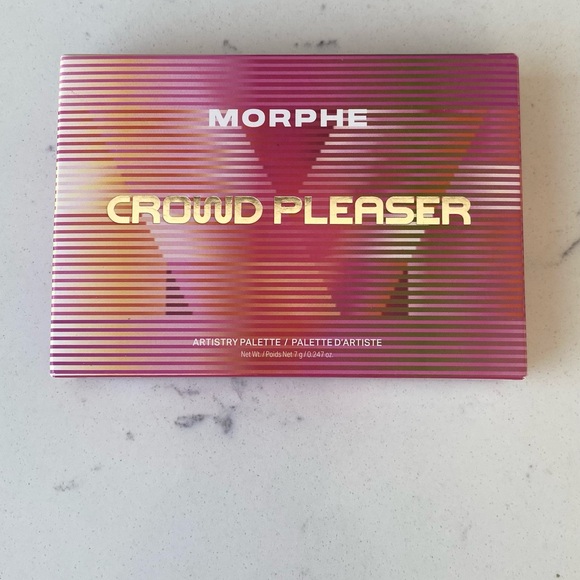 MORPHE
CROWD PLEASER
ARTISTRY PALETTE / PALETTE D'ARTISTE
Net Wt. / Poids Net 7 g / 0.247 oz.